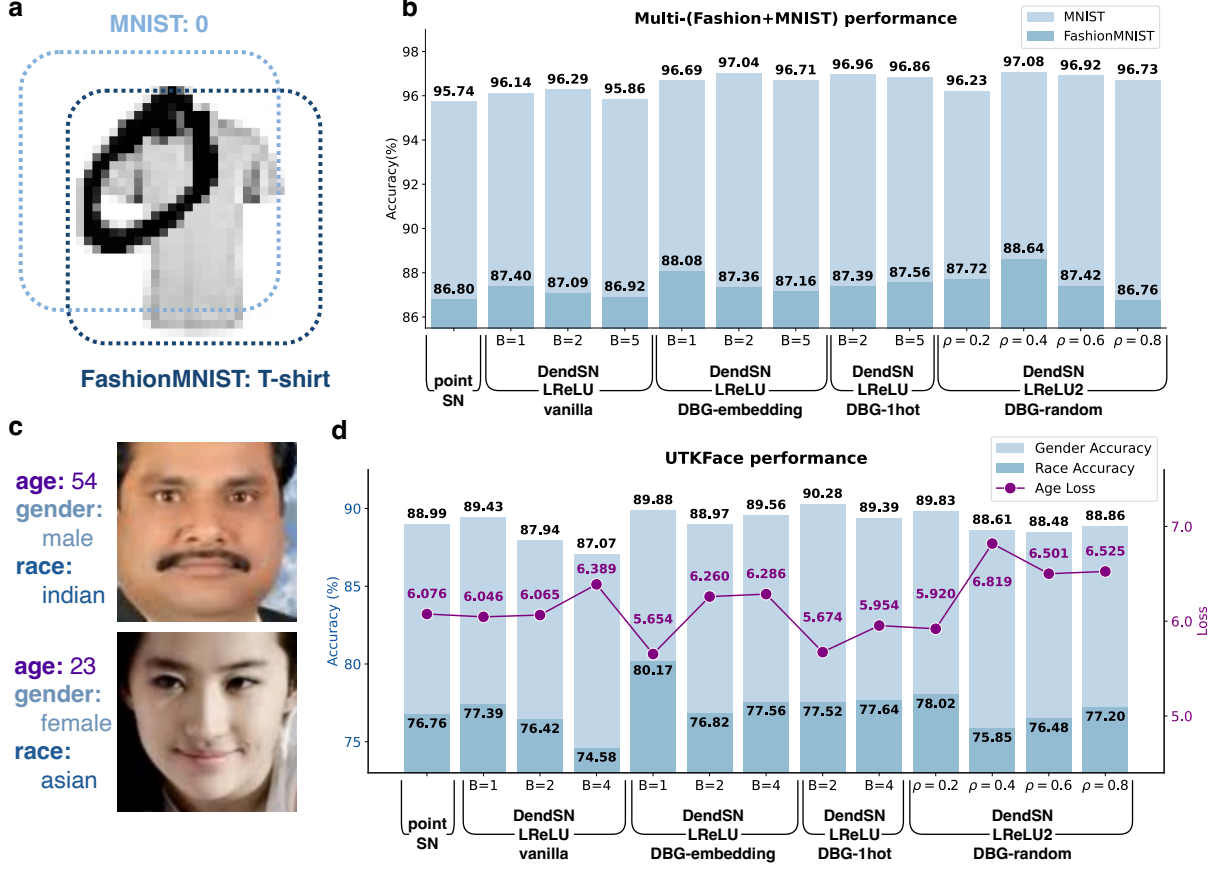 a
MNIST: 0
FashionMNIST: T-shirt
b
Multi-(Fashion+MNIST) performance
MNIST
FashionMNIST
Accuracy(%)
98
96
94
92
90
88
86
95.74 96.14 96.29 95.86 96.69 97.04 96.71 96.96 96.86 96.23 97.08 96.92 96.73
86.80 87.40 87.09 86.92 88.08 87.36 87.16 87.39 87.56 87.72 88.64 87.42 86.76
B=1 B=2 B=5 B=1 B=2 B=5 B=2 B=5 ρ = 0.2 ρ = 0.4 ρ = 0.6 ρ = 0.8
point
SN
DendSN
LReLU
vanilla
DendSN
LReLU
DBG-embedding
DendSN
LReLU
DBG-1hot
DendSN
LReLU2
DBG-random
c
age: 54
gender:
male
race:
indian
age: 23
gender:
female
race:
asian
d
UTKFace performance
Gender Accuracy
Race Accuracy
Age Loss
Accuracy (%)
90
85
80
75
Loss
7.0
6.0
5.0
88.99 89.43 87.94 87.07 89.88 88.97 89.56 90.28 89.39 89.83 88.61 88.48 88.86
6.076 6.046 6.065 6.389 5.654 6.260 6.286 5.674 5.954 5.920 6.819 6.501 6.525
76.76 77.39 76.42 74.58 80.17 76.82 77.56 77.52 77.64 78.02 75.85 76.48 77.20
B=1 B=2 B=4 B=1 B=2 B=4 B=2 B=4 ρ = 0.2 ρ = 0.4 ρ = 0.6 ρ = 0.8
point
SN
DendSN
LReLU
vanilla
DendSN
LReLU
DBG-embedding
DendSN
LReLU
DBG-1hot
DendSN
LReLU2
DBG-random